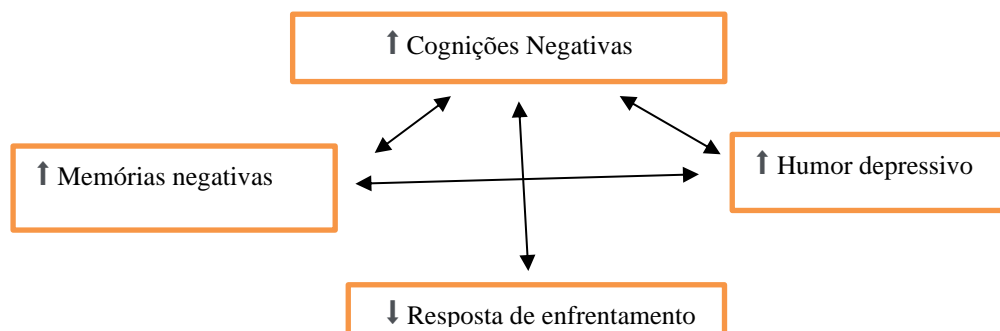 ⬆ Cognições Negativas
⬆ Memórias negativas
⬆ Humor depressivo
⬇ Resposta de enfrentamento